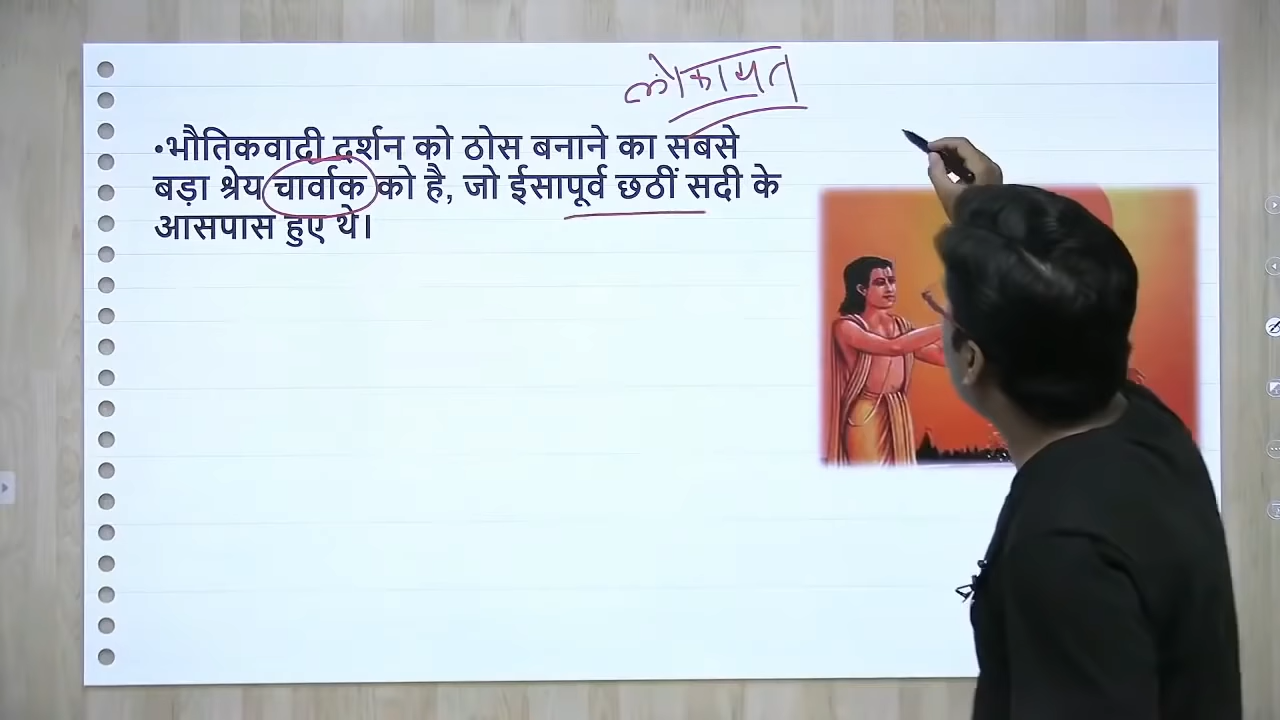 लोकायत
•भौतिकवादी दर्शन को ठोस बनाने का सबसे
बड़ा श्रेय चार्वाक को है, जो ईसापूर्व छठीं सदी के
आसपास हुए थे।